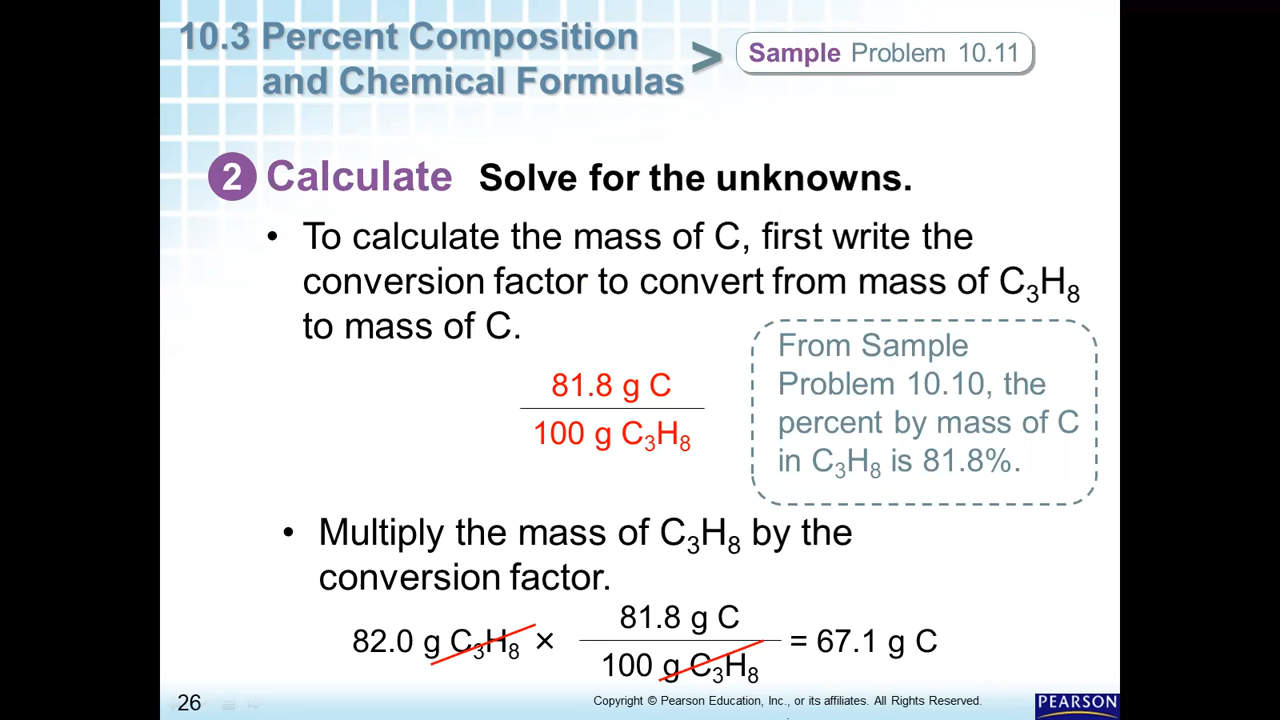 10.3 Percent Composition
and Chemical Formulas
>
Sample Problem 10.11
2 Calculate Solve for the unknowns.
• To calculate the mass of C, first write the
conversion factor to convert from mass of C₃H₈
to mass of C.
81.8 g C
100 g C₃H₈
From Sample
Problem 10.10, the
percent by mass of C
in C₃H₈ is 81.8%.
• Multiply the mass of C₃H₈ by the
conversion factor.
81.8 g C
82.0 g C₃H₈ × = 67.1 g C
100 g C₃H₈
26
Copyright © Pearson Education, Inc., or its affiliates. All Rights Reserved.
PEARSON